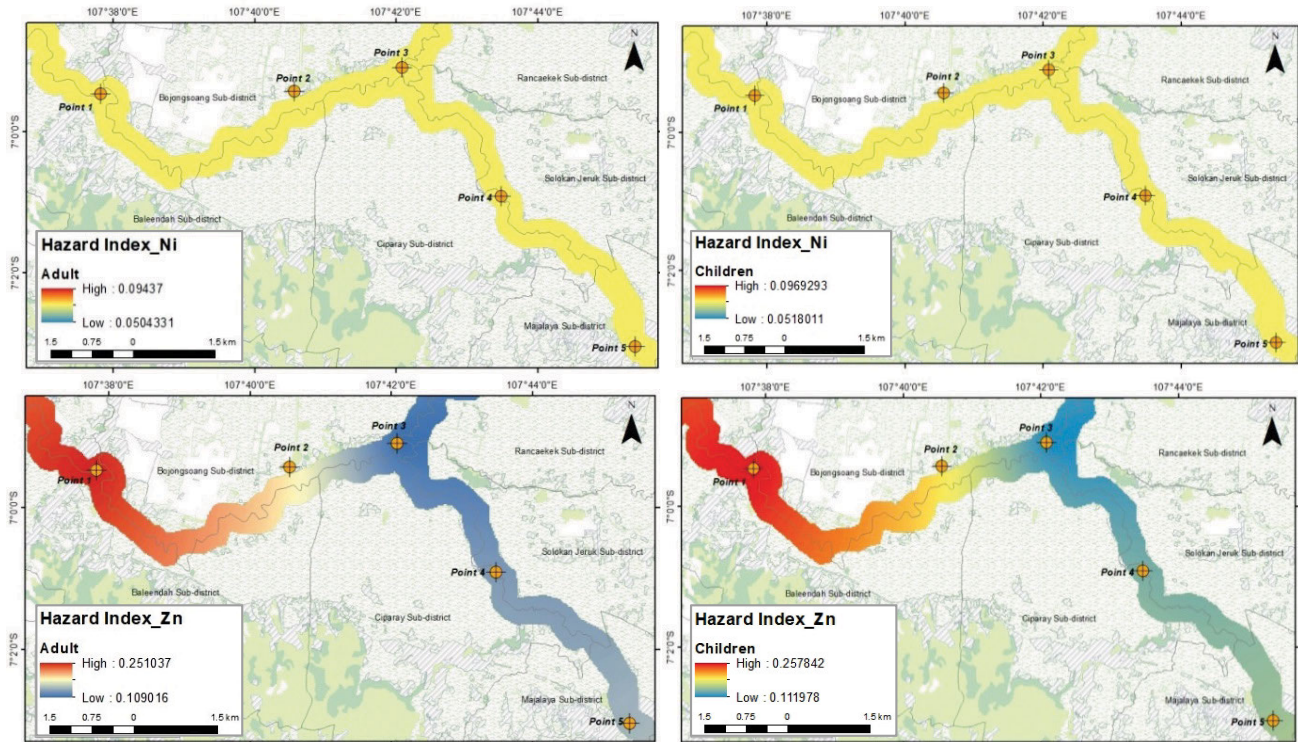 107°38'0"E 107°40'0"E 107°42'0"E 107°44'0"E
N
Point 3
Rancaekek Sub-district
Point 2
Point 1
Bojongsoang Sub-district
7°0'0"S
Solokan Jeruk Sub-district
Point 4
Baleendah Sub-district
Ciparay Sub-district
Hazard Index_Ni
Adult
High : 0.09437
Low : 0.0504331
7°2'0"S
Majalaya Sub-district
Point 5
1.5 0.75 0 1.5 km
107°38'0"E 107°40'0"E 107°42'0"E 107°44'0"E
N
Point 3
Rancaekek Sub-district
Point 2
Point 1
Bojongsoang Sub-district
7°0'0"S
Solokan Jeruk Sub-district
Point 4
Baleendah Sub-district
Ciparay Sub-district
Hazard Index_Ni
Children
High : 0.0969293
Low : 0.0518011
7°2'0"S
Majalaya Sub-district
Point 5
1.5 0.75 0 1.5 km
107°38'0"E 107°40'0"E 107°42'0"E 107°44'0"E
N
Point 3
Rancaekek Sub-district
Point 2
Point 1
Bojongsoang Sub-district
7°0'0"S
Solokan Jeruk Sub-district
Point 4
Baleendah Sub-district
Ciparay Sub-district
Hazard Index_Zn
Adult
High : 0.251037
Low : 0.109016
7°2'0"S
Majalaya Sub-district
Point 5
1.5 0.75 0 1.5 km
107°38'0"E 107°40'0"E 107°42'0"E 107°44'0"E
N
Point 3
Rancaekek Sub-district
Point 2
Point 1
Bojongsoang Sub-district
7°0'0"S
Solokan Jeruk Sub-district
Point 4
Baleendah Sub-district
Ciparay Sub-district
Hazard Index_Zn
Children
High : 0.257842
Low : 0.111978
7°2'0"S
Majalaya Sub-district
Point 5
1.5 0.75 0 1.5 km